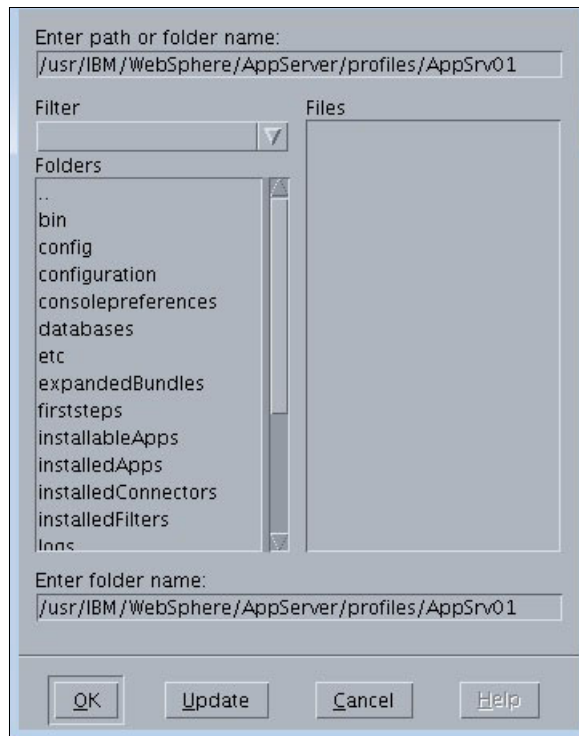 Enter path or folder name:
/usr/IBM/WebSphere/AppServer/profiles/AppSrv01
Filter
Files
Folders
..
bin
config
configuration
consolepreferences
databases
etc
expandedBundles
firststeps
installableApps
installedApps
installedConnectors
installedFilters
logs
Enter folder name:
/usr/IBM/WebSphere/AppServer/profiles/AppSrv01
OK Update Cancel Help